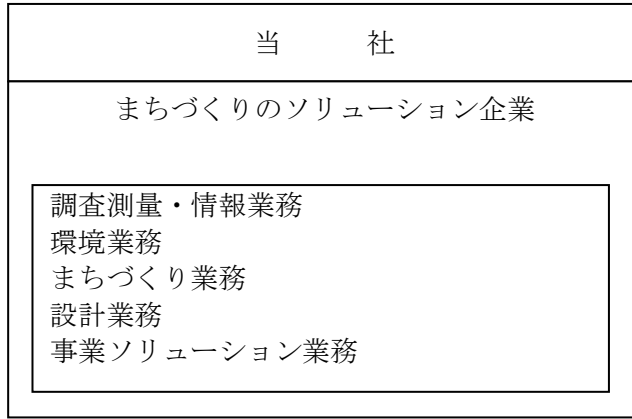 当　　社
まちづくりのソリューション企業
調査測量・情報業務
環境業務
まちづくり業務
設計業務
事業ソリューション業務